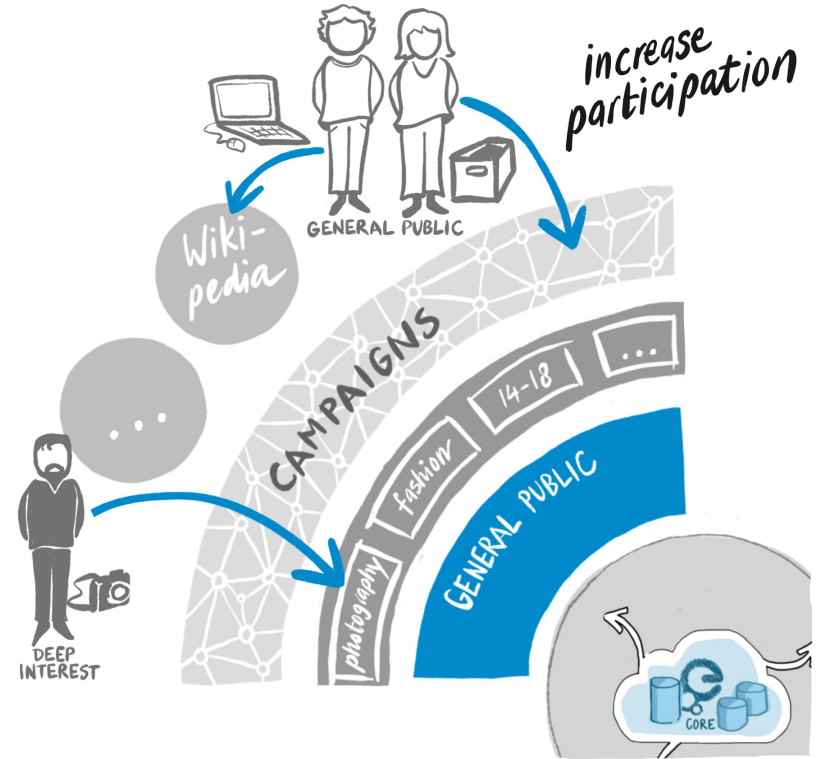 increase
participation
GENERAL PUBLIC
Wiki-
pedia
...
CAMPAIGNS
14-18
...
fashion
photography
GENERAL PUBLIC
DEEP
INTEREST
CORE